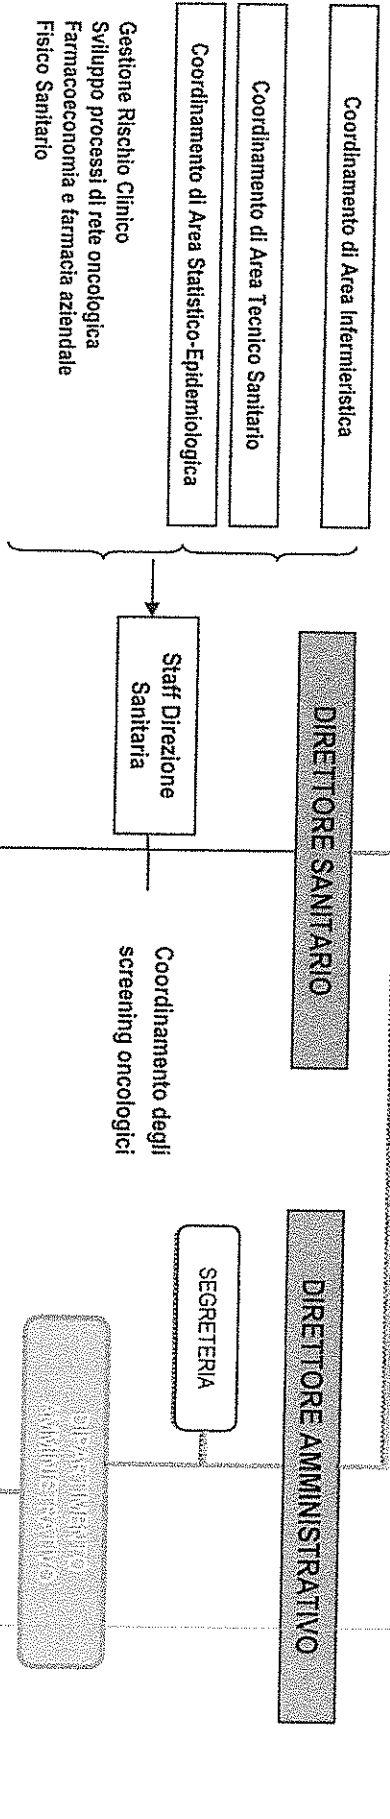 Coordinamento di Area Infermieristica
Coordinamento di Area Tecnico Sanitario
Coordinamento di Area Statistico-Epidemiologica
Gestione Rischio Clinico
Sviluppo processi di rete oncologica
Farmacoeconomia e farmacia aziendale
Fisico Sanitario
DIRETTORE SANITARIO
Staff Direzione
Sanitaria
Coordinamento degli
screening oncologici
DIRETTORE AMMINISTRATIVO
SEGRETERIA
DIPARTIMENTO
AMMINISTRATIVO